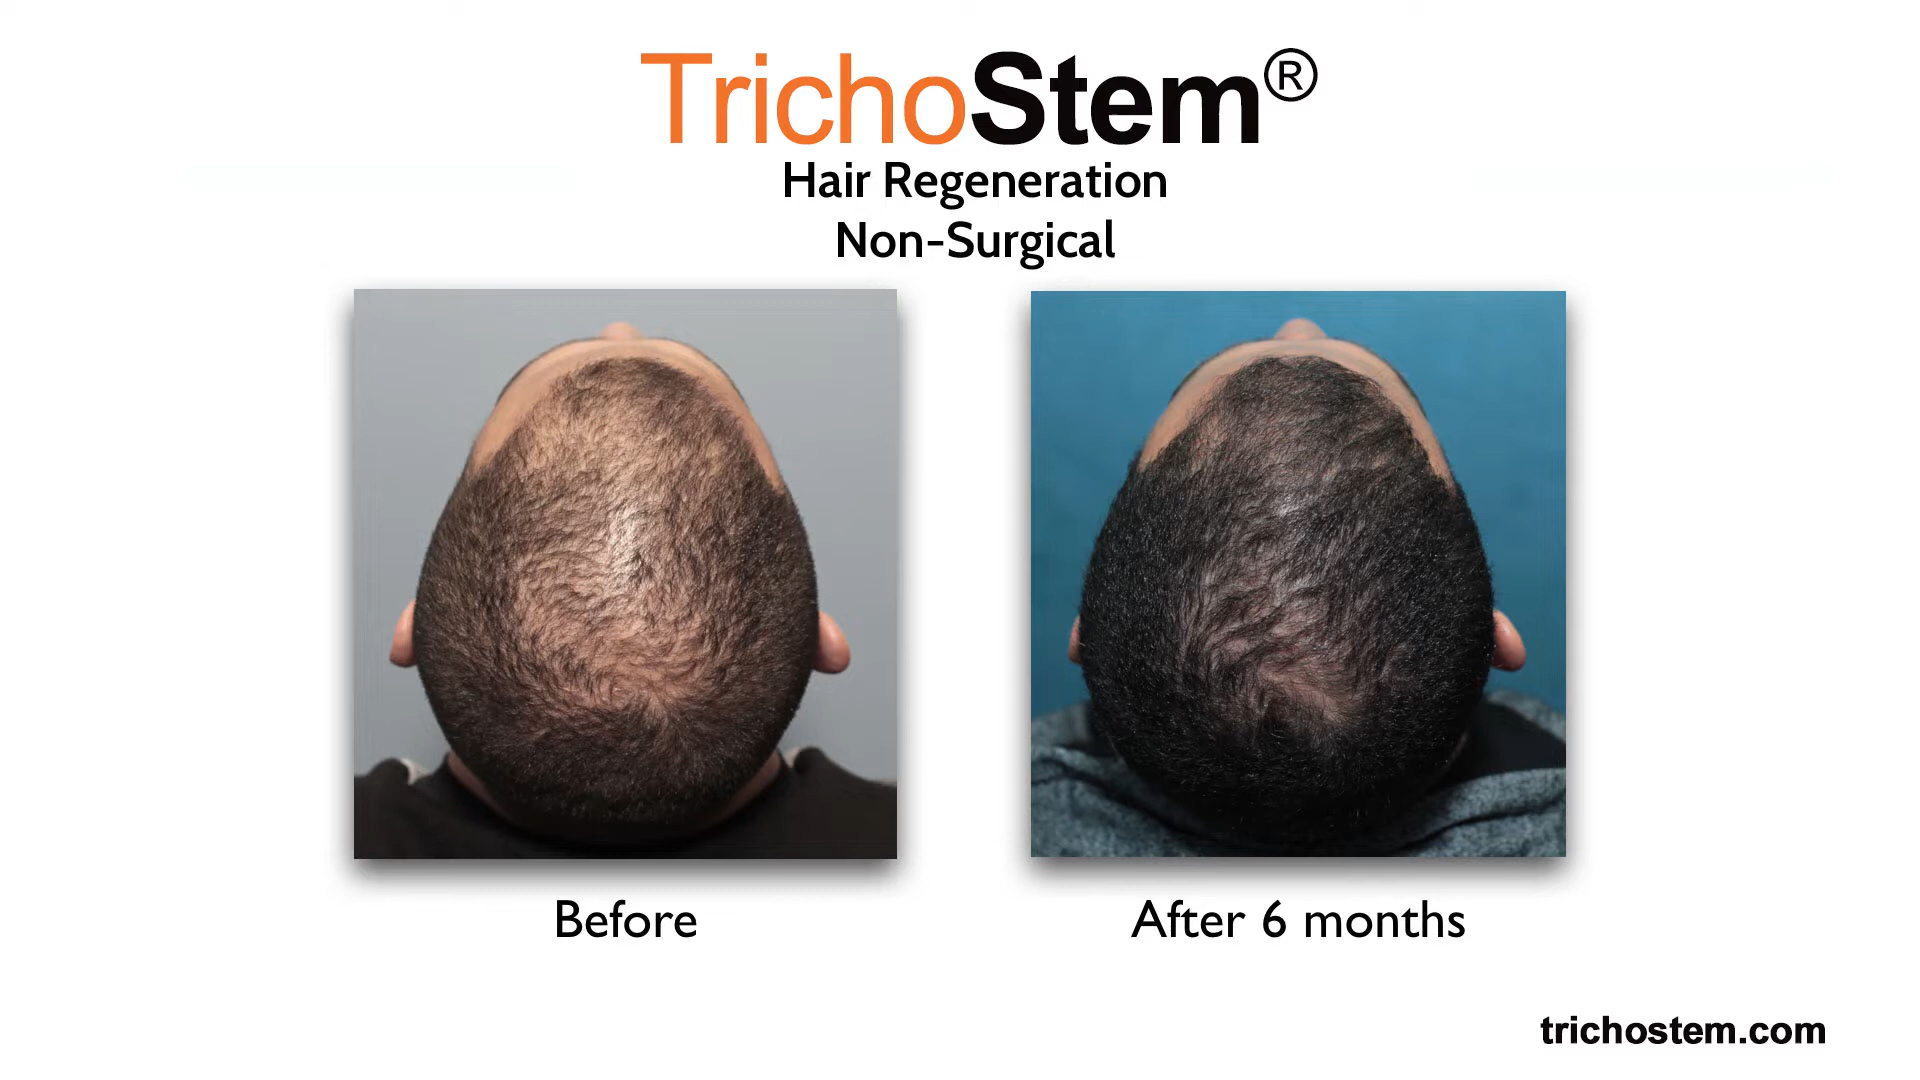 TrichoStem®
Hair Regeneration
Non-Surgical
Before
After 6 months
trichostem.com